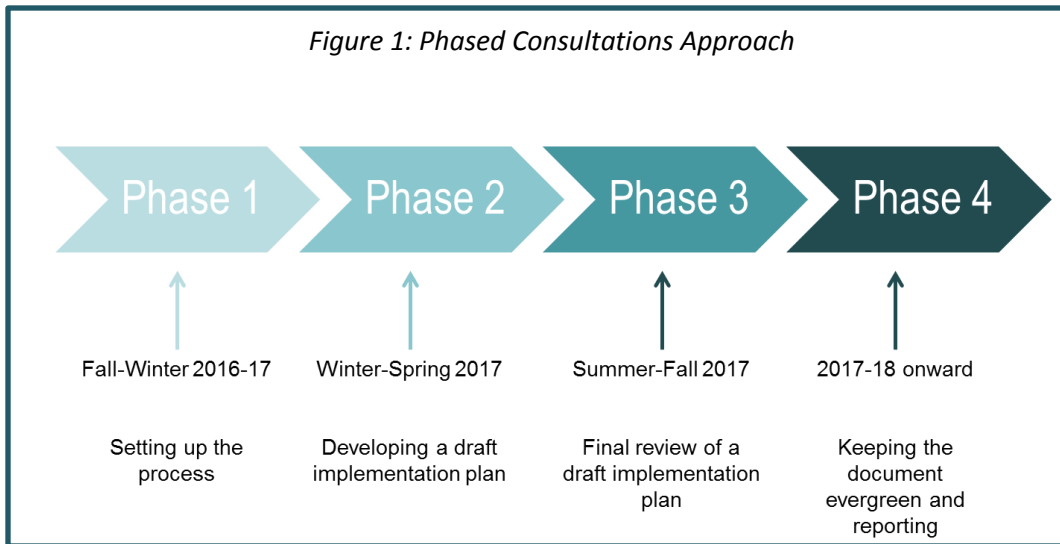 Figure 1: Phased Consultations Approach
Phase 1
Phase 2
Phase 3
Phase 4
Fall-Winter 2016-17
Winter-Spring 2017
Summer-Fall 2017
2017-18 onward
Setting up the
process
Developing a draft
implementation plan
Final review of a
draft implementation
plan
Keeping the
document
evergreen and
reporting